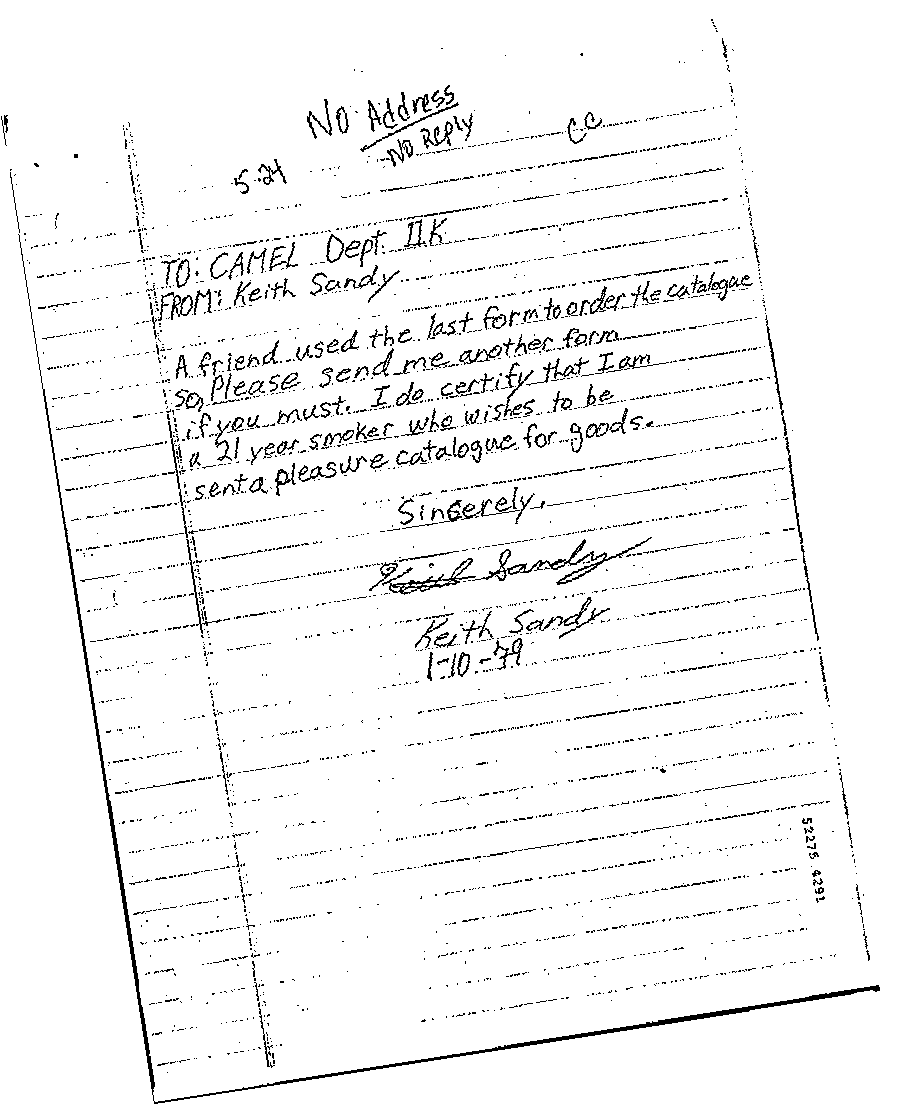 No Address
-No Reply
CC
5-24
TO: CAMEL Dept. II.K
FROM: Keith Sandy
A friend used the last form to order the catalogue
so, Please send me another form
if you must. I do certify that I am
a 21 year smoker who wishes to be
sent a pleasure catalogue for goods.
Sincerely,
Keith Sandy
Keith Sandy
1-10-79
52275 4291